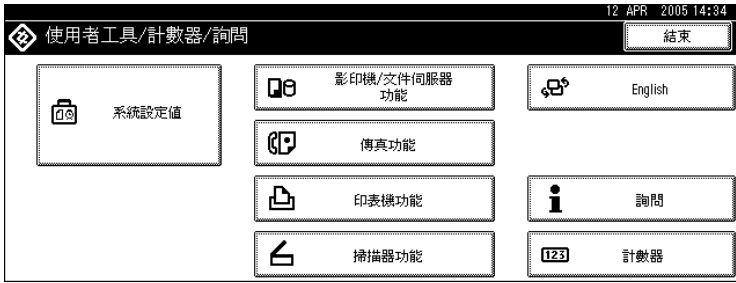 12 APR 2005 14:34
使用者工具/計數器/詢問
結束
系統設定值
影印機/文件伺服器
功能
English
傳真功能
印表機功能
詢問
掃描器功能
123
計數器